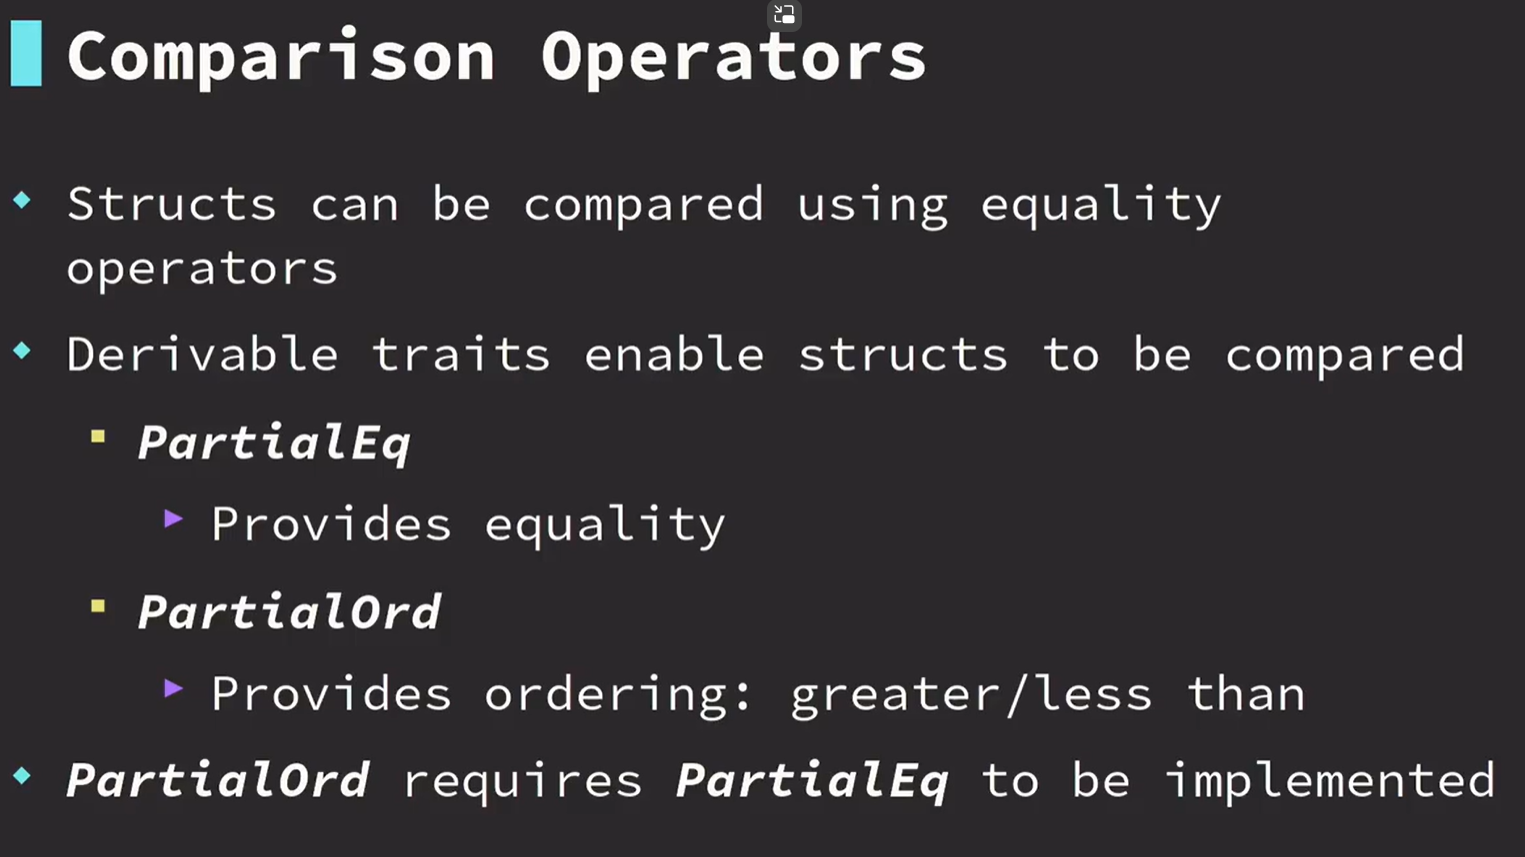 Comparison Operators
Structs can be compared using equality
operators
Derivable traits enable structs to be compared
PartialEq
Provides equality
PartialOrd
Provides ordering: greater/less than
PartialOrd requires PartialEq to be implemented